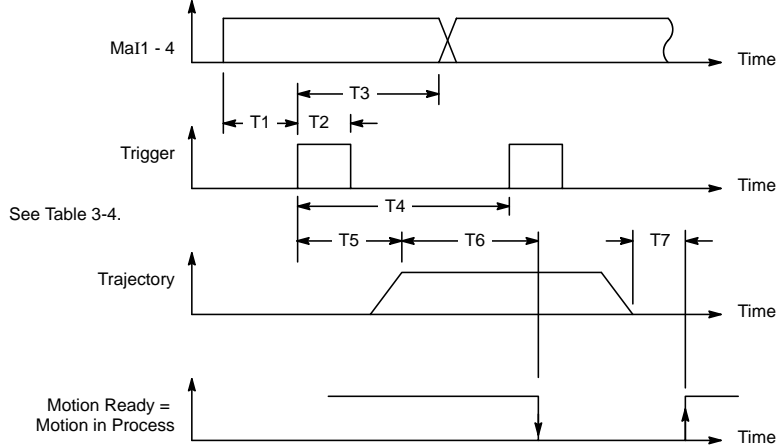 MaI1 - 4
Time
T3
T1
T2
Trigger
Time
See Table 3-4.
T4
T5
T6
T7
Trajectory
Time
Motion Ready =
Motion in Process
Time